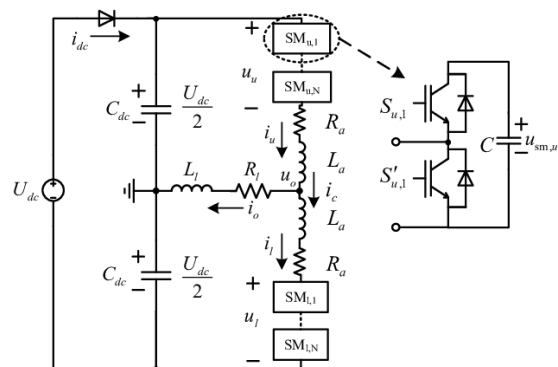 i_dc
SM_u,1
SM_u,N
u_u
+
−
R_a
i_u
L_a
C_dc
+
−
U_dc
2
L_l
R_l
u_o
i_o
i_c
U_dc
L_a
i_l
R_a
C_dc
+
−
U_dc
2
+
u_l
−
SM_l,1
SM_l,N
S_u,1
S'_u,1
C
+
−
u_sm,u